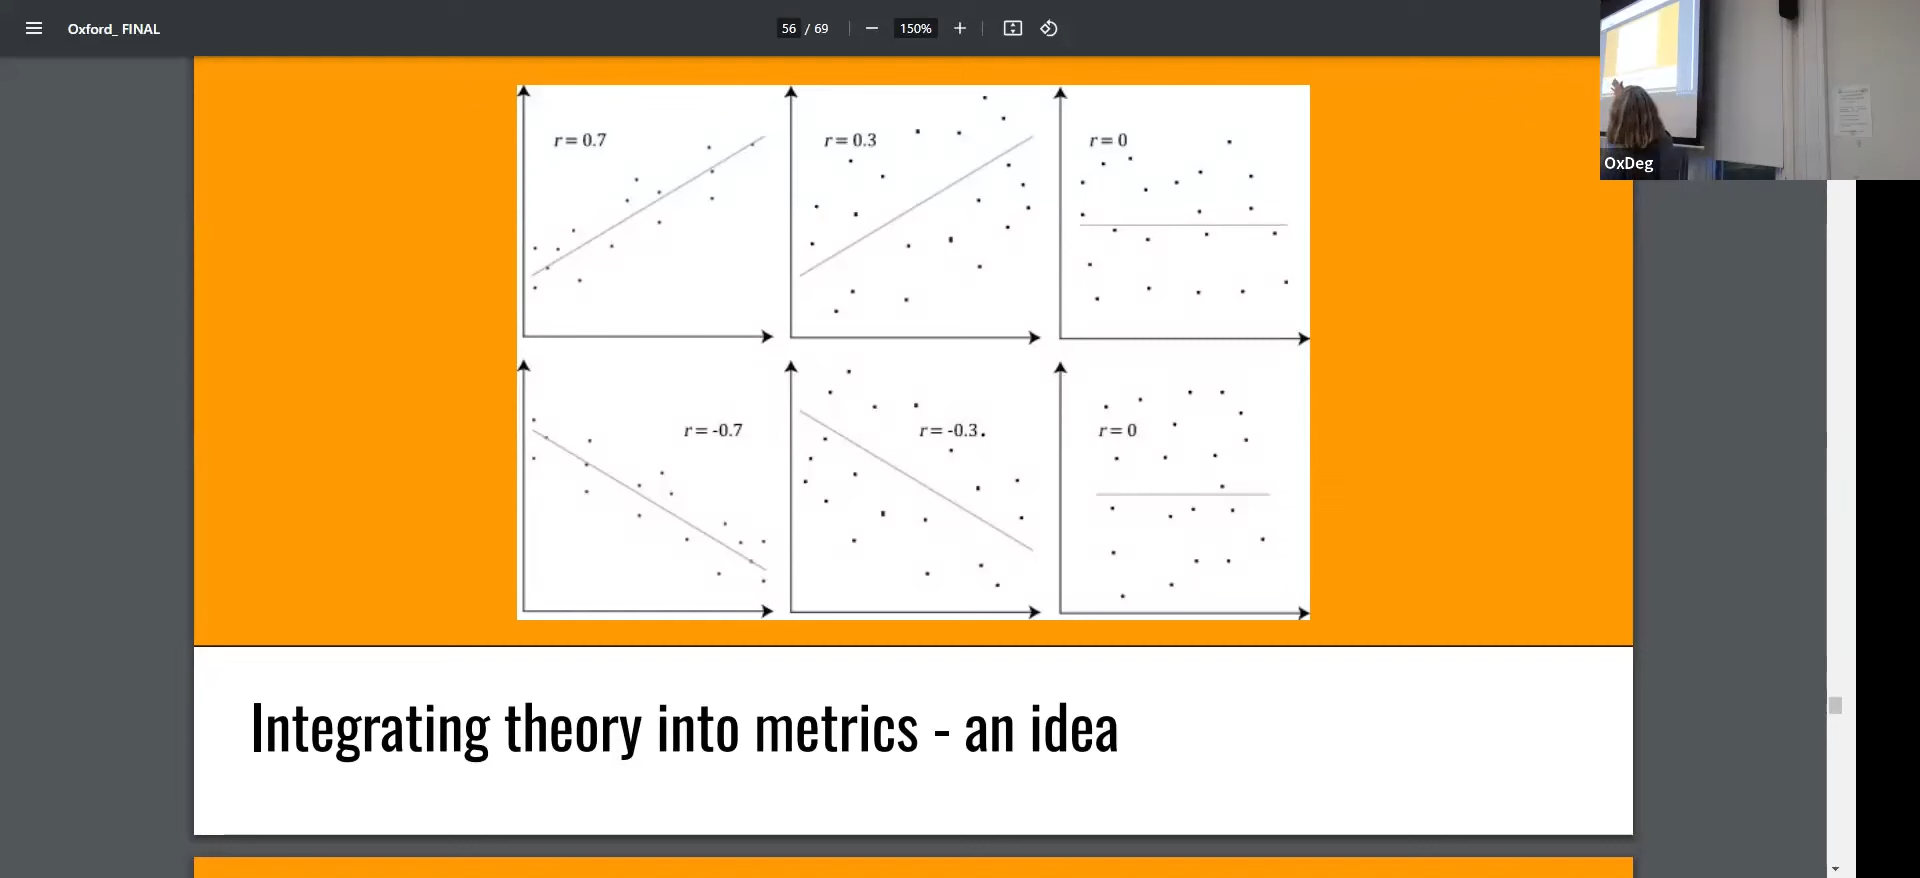 Oxford_ FINAL
56 / 69
150%
OxDeg
r = 0.7
r = 0.3
r = 0
r = -0.7
r = -0.3
r = 0
Integrating theory into metrics - an idea